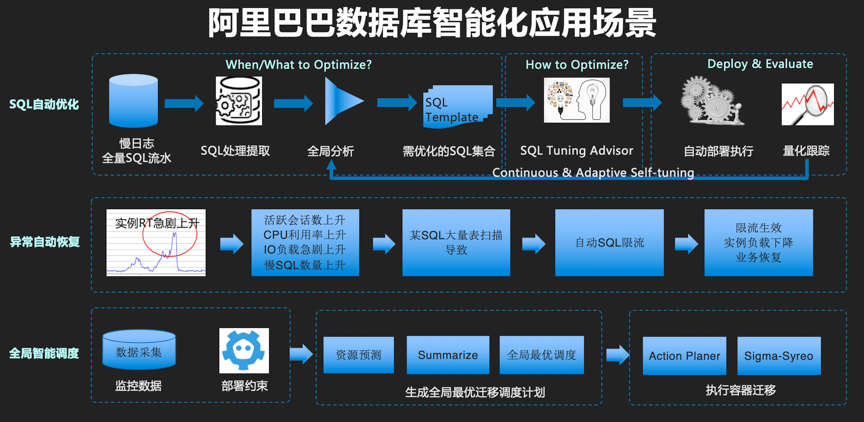 阿里巴巴数据库智能化应用场景
When/What to Optimize?
How to Optimize?
Deploy & Evaluate
SQL自动优化
慢日志
全量SQL流水
SQL处理提取
全局分析
SQL
Template
需优化的SQL集合
SQL Tuning Advisor
自动部署执行
量化跟踪
Continuous & Adaptive Self-tuning
异常自动恢复
实例RT急剧上升
活跃会话数上升
CPU利用率上升
IO负载急剧上升
慢SQL数量上升
某SQL大量表扫描
导致
自动SQL限流
限流生效
实例负载下降
业务恢复
全局智能调度
数据采集
监控数据
部署约束
资源预测
Summarize
全局最优调度
生成全局最优迁移调度计划
Action Planer
Sigma-Syreo
执行容器迁移